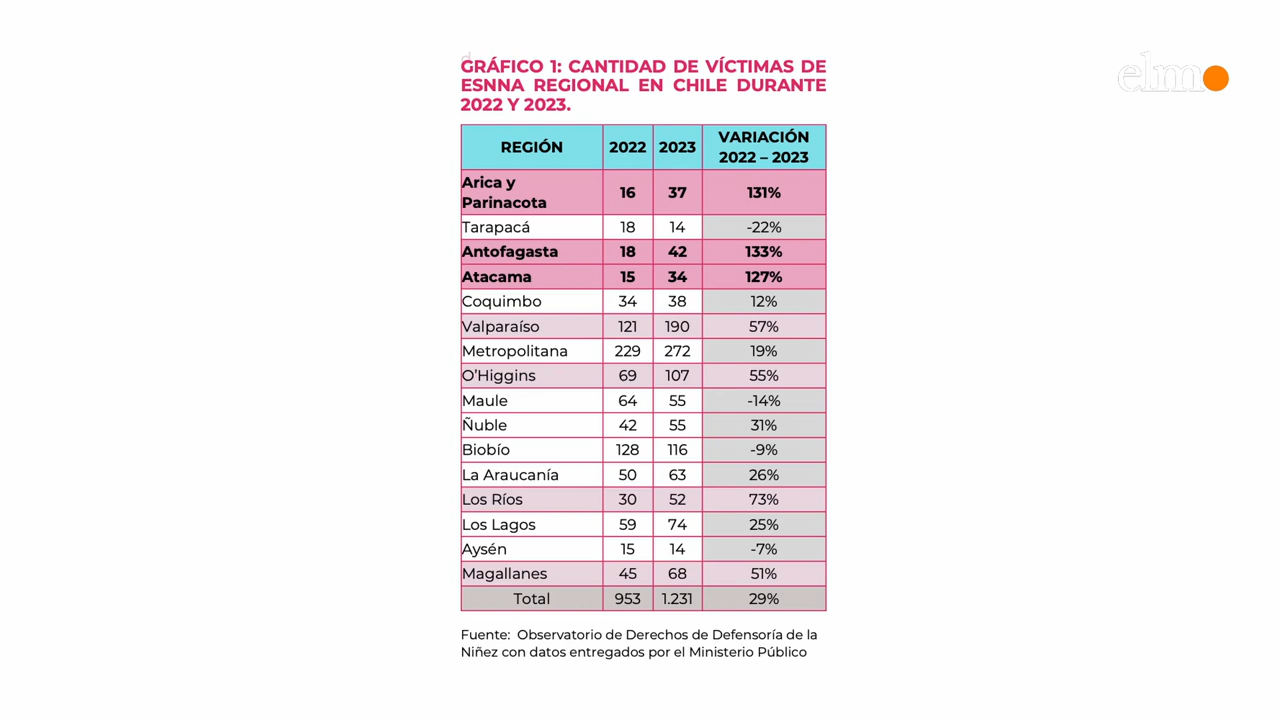 elmo
GRÁFICO 1: CANTIDAD DE VÍCTIMAS DE
ESNNA REGIONAL EN CHILE DURANTE
2022 Y 2023.
REGIÓN 2022 2023 VARIACIÓN 2022 – 2023
Arica y Parinacota 16 37 131%
Tarapacá 18 14 -22%
Antofagasta 18 42 133%
Atacama 15 34 127%
Coquimbo 34 38 12%
Valparaíso 121 190 57%
Metropolitana 229 272 19%
O’Higgins 69 107 55%
Maule 64 55 -14%
Ñuble 42 55 31%
Biobío 128 116 -9%
La Araucanía 50 63 26%
Los Ríos 30 52 73%
Los Lagos 59 74 25%
Aysén 15 14 -7%
Magallanes 45 68 51%
Total 953 1.231 29%
Fuente: Observatorio de Derechos de Defensoría de la
Niñez con datos entregados por el Ministerio Público